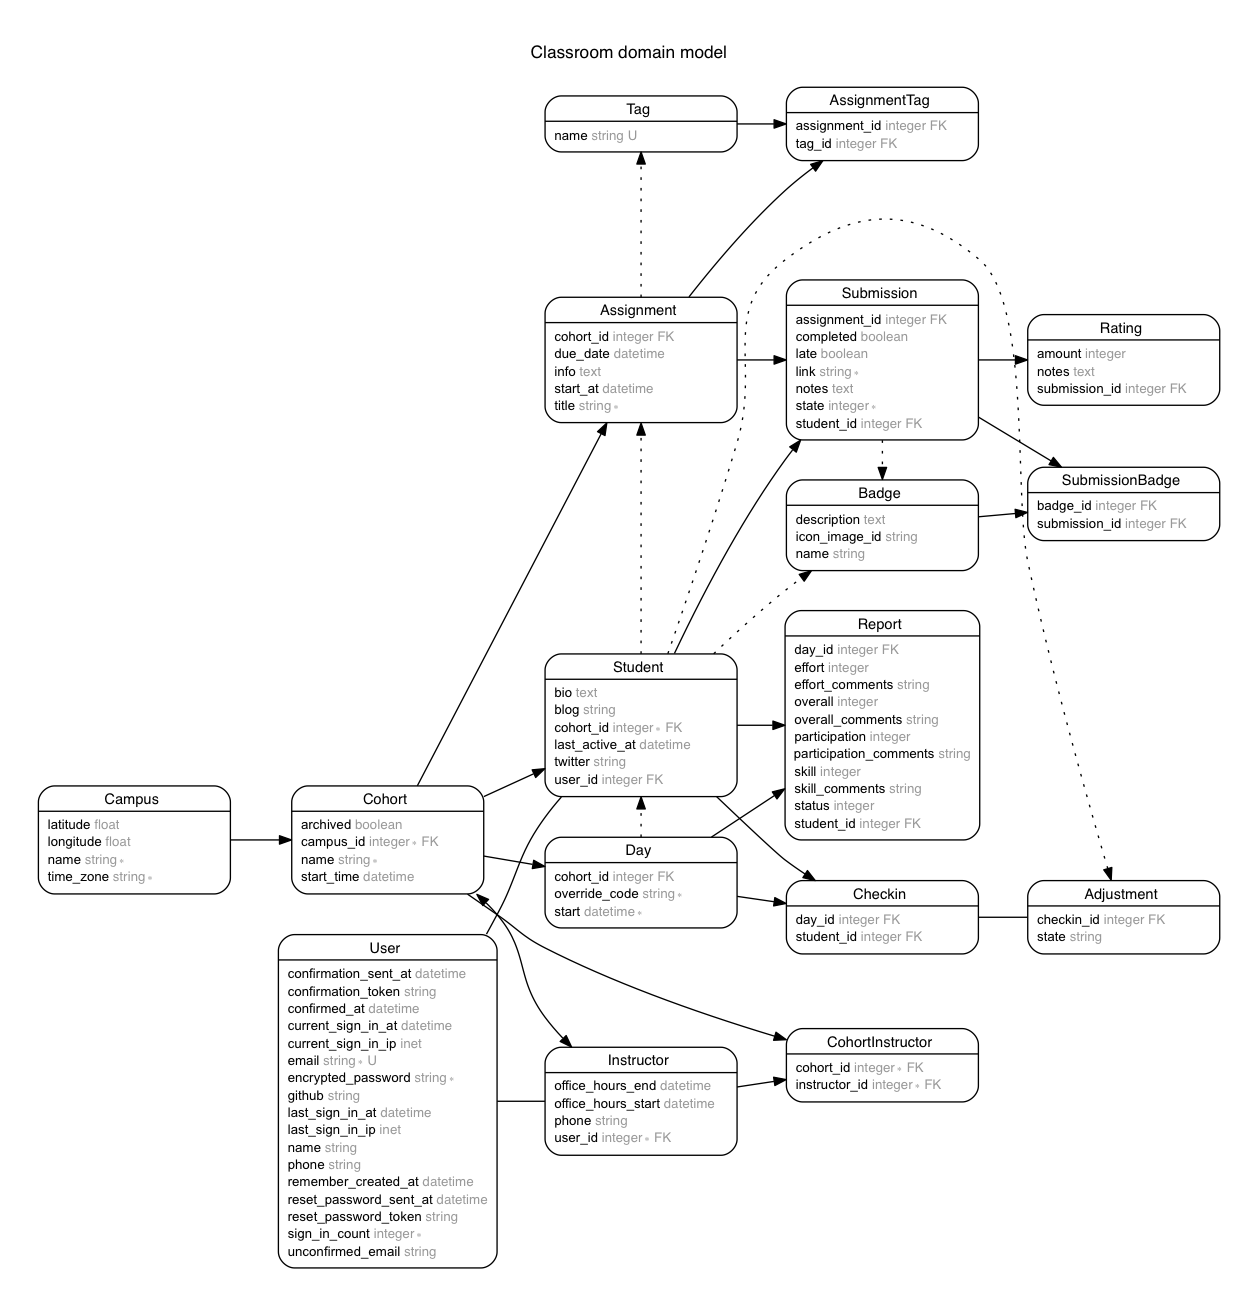 Classroom domain model
Tag
name string U
AssignmentTag
assignment_id integer FK
tag_id integer FK
Assignment
cohort_id integer FK
due_date datetime
info text
start_at datetime
title string ∗
Submission
assignment_id integer FK
completed boolean
late boolean
link string ∗
notes text
state integer ∗
student_id integer FK
Rating
amount integer
notes text
submission_id integer FK
Badge
description text
icon_image_id string
name string
SubmissionBadge
badge_id integer FK
submission_id integer FK
Student
bio text
blog string
cohort_id integer ∗ FK
last_active_at datetime
twitter string
user_id integer FK
Report
day_id integer FK
effort integer
effort_comments string
overall integer
overall_comments string
participation integer
participation_comments string
skill integer
skill_comments string
status integer
student_id integer FK
Campus
latitude float
longitude float
name string ∗
time_zone string ∗
Cohort
archived boolean
campus_id integer ∗ FK
name string ∗
start_time datetime
Day
cohort_id integer FK
override_code string ∗
start datetime ∗
Checkin
day_id integer FK
student_id integer FK
Adjustment
checkin_id integer FK
state string
User
confirmation_sent_at datetime
confirmation_token string
confirmed_at datetime
current_sign_in_at datetime
current_sign_in_ip inet
email string ∗ U
encrypted_password string ∗
github string
last_sign_in_at datetime
last_sign_in_ip inet
name string
phone string
remember_created_at datetime
reset_password_sent_at datetime
reset_password_token string
sign_in_count integer ∗
unconfirmed_email string
Instructor
office_hours_end datetime
office_hours_start datetime
phone string
user_id integer ∗ FK
CohortInstructor
cohort_id integer ∗ FK
instructor_id integer ∗ FK